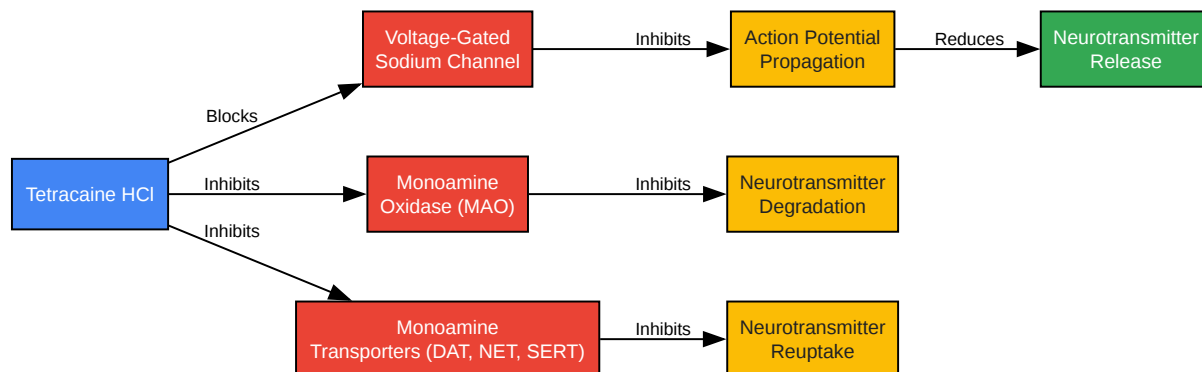 Voltage-Gated
Sodium Channel
Inhibits
Action Potential
Propagation
Reduces
Neurotransmitter
Release
Blocks
Tetracaine HCl
Inhibits
Monoamine
Oxidase (MAO)
Inhibits
Neurotransmitter
Degradation
Inhibits
Monoamine
Transporters (DAT, NET, SERT)
Inhibits
Neurotransmitter
Reuptake